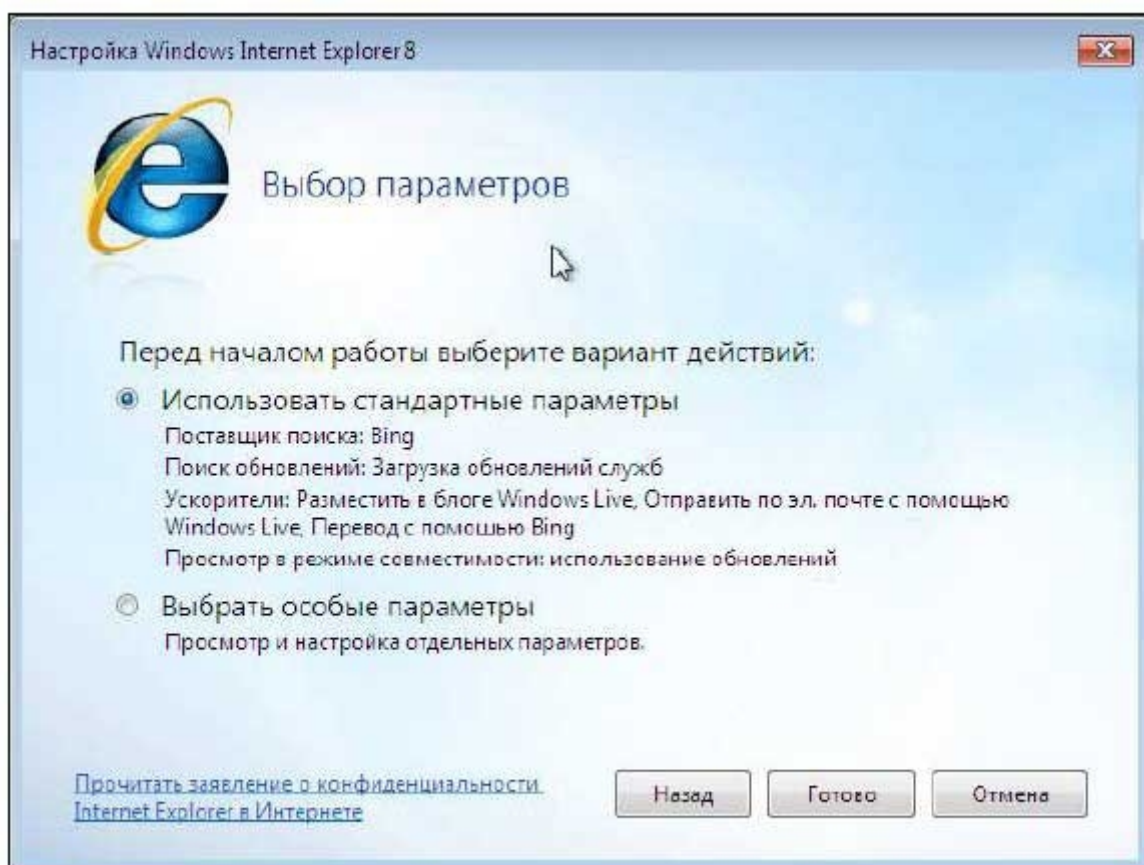 Настройка Windows Internet Explorer 8
Выбор параметров
Перед началом работы выберите вариант действий:
Использовать стандартные параметры
Поставщик поиска: Bing
Поиск обновлений: Загрузка обновлений служб
Ускорители: Разместить в блоге Windows Live, Отправить по эл. почте с помощью
Windows Live, Перевод с помощью Bing
Просмотр в режиме совместимости: использование обновлений
Выбрать особые параметры
Просмотр и настройка отдельных параметров.
Прочитать заявление о конфиденциальности
Internet Explorer в Интернете
Назад Готово Отмена